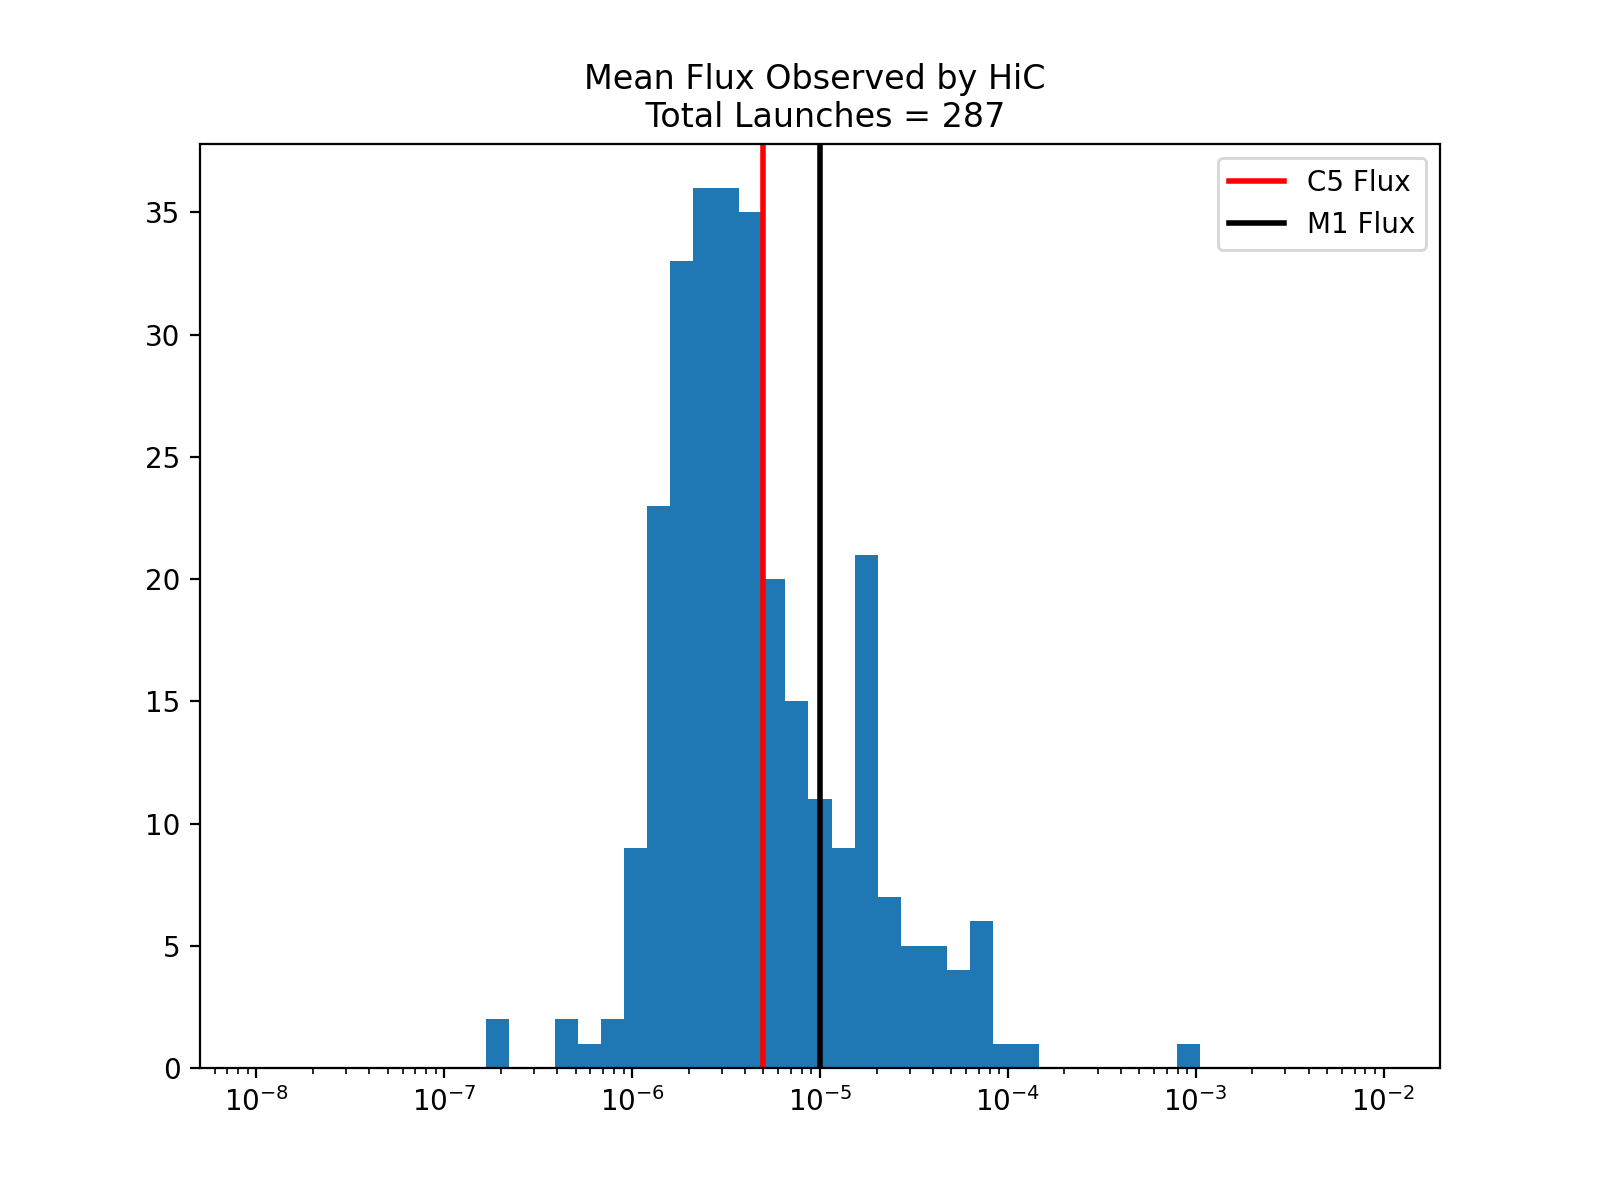 Mean Flux Observed by HiC
Total Launches = 287
C5 Flux
M1 Flux
35
30
25
20
15
10
5
0
10⁻⁸ 10⁻⁷ 10⁻⁶ 10⁻⁵ 10⁻⁴ 10⁻³ 10⁻²